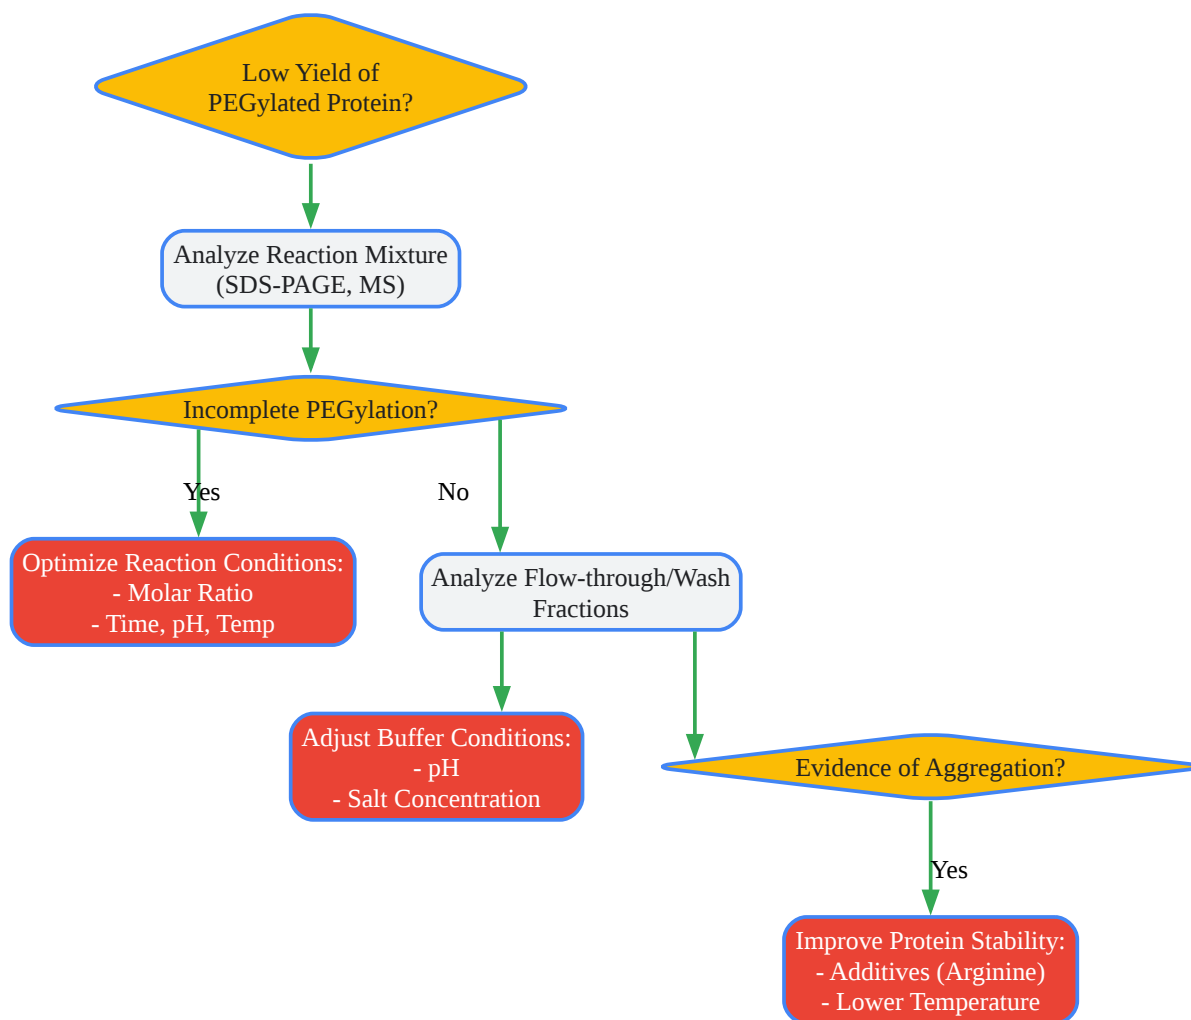 Low Yield of
PEGylated Protein?
Analyze Reaction Mixture
(SDS-PAGE, MS)
Incomplete PEGylation?
Yes
No
Optimize Reaction Conditions:
- Molar Ratio
- Time, pH, Temp
Analyze Flow-through/Wash
Fractions
Adjust Buffer Conditions:
- pH
- Salt Concentration
Evidence of Aggregation?
Yes
Improve Protein Stability:
- Additives (Arginine)
- Lower Temperature